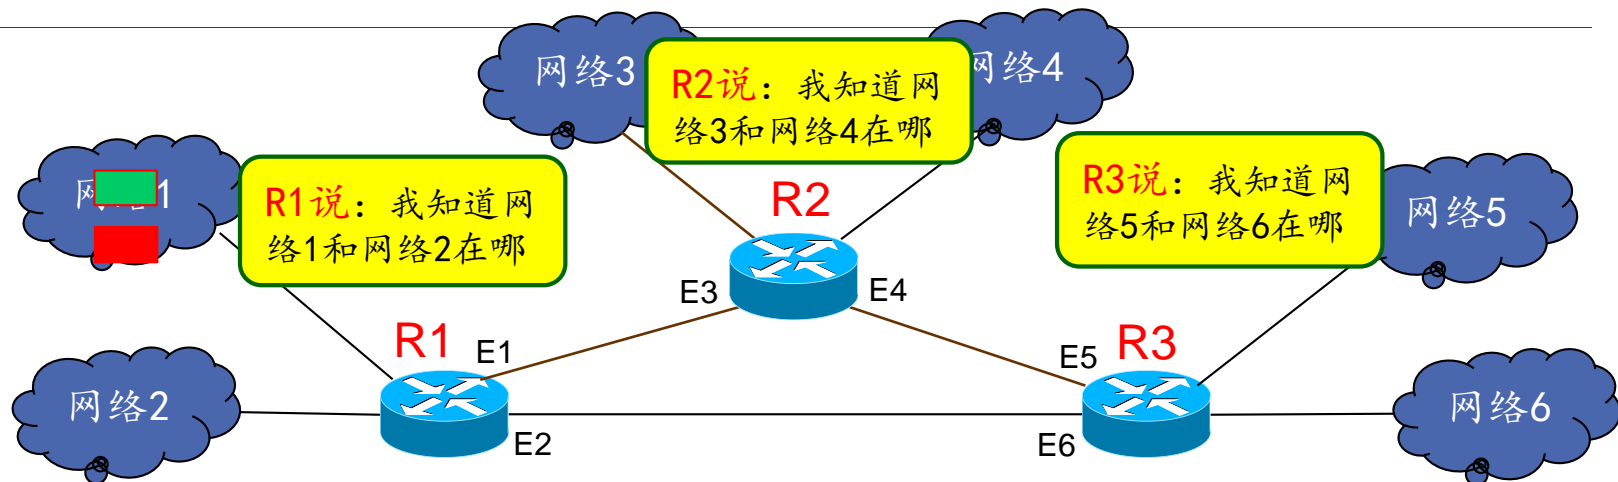 网络3
R2说：我知道网
络3和网络4在哪
网络4
网1
R1说：我知道网
络1和网络2在哪
R2
R3说：我知道网
络5和网络6在哪
网络5
E3
E4
R1
E1
E5
R3
网络2
E2
E6
网络6